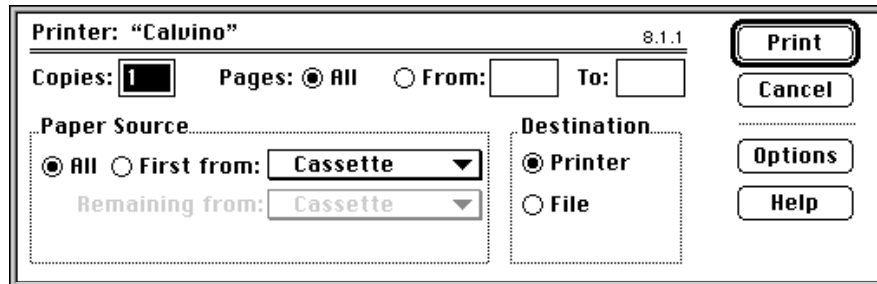 Printer: “Calvino”
8.1.1
Print
Copies: 1 Pages: All From: To:
Cancel
Paper Source
All First from: Cassette
Remaining from: Cassette
Destination
Printer
File
Options
Help